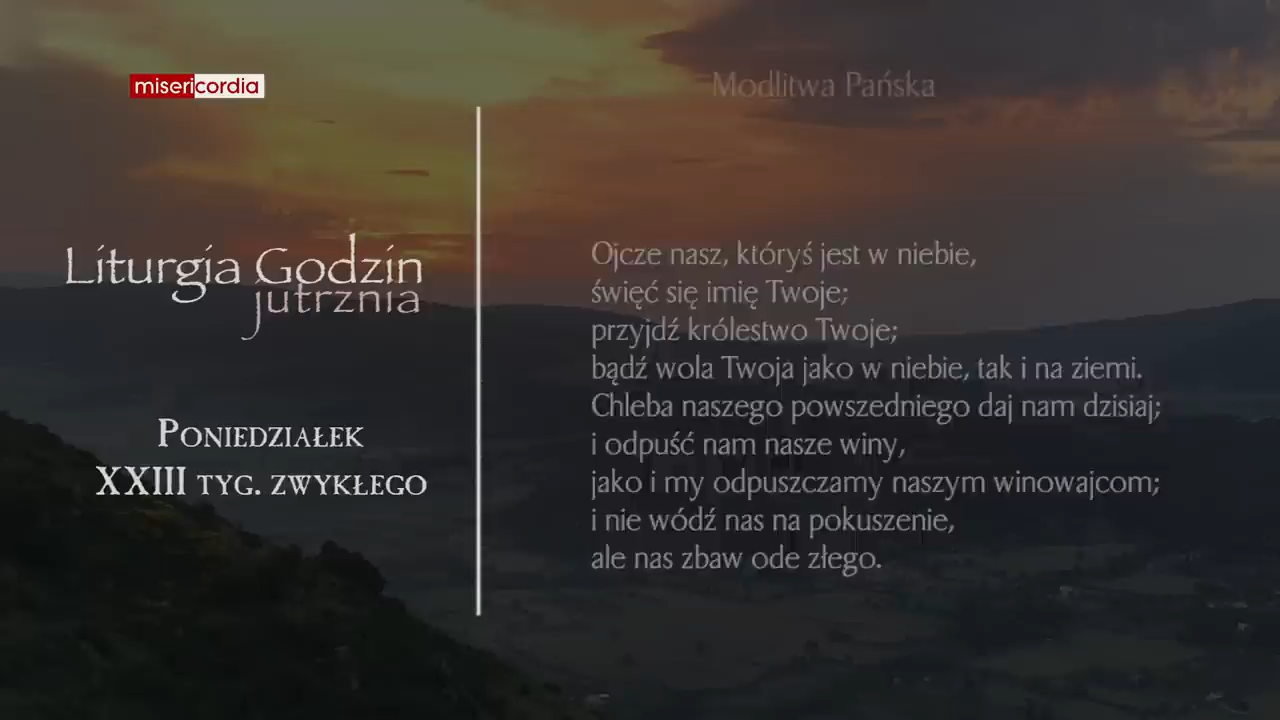 misericordia
Liturgia Godzin
jutrznia
Poniedziałek
XXIII tyg. zwykłego
Modlitwa Pańska
Ojcze nasz, któryś jest w niebie,
święć się imię Twoje;
przyjdź królestwo Twoje;
bądź wola Twoja jako w niebie, tak i na ziemi.
Chleba naszego powszedniego daj nam dzisiaj;
i odpuść nam nasze winy,
jako i my odpuszczamy naszym winowajcom;
i nie wódź nas na pokuszenie,
ale nas zbaw ode złego.